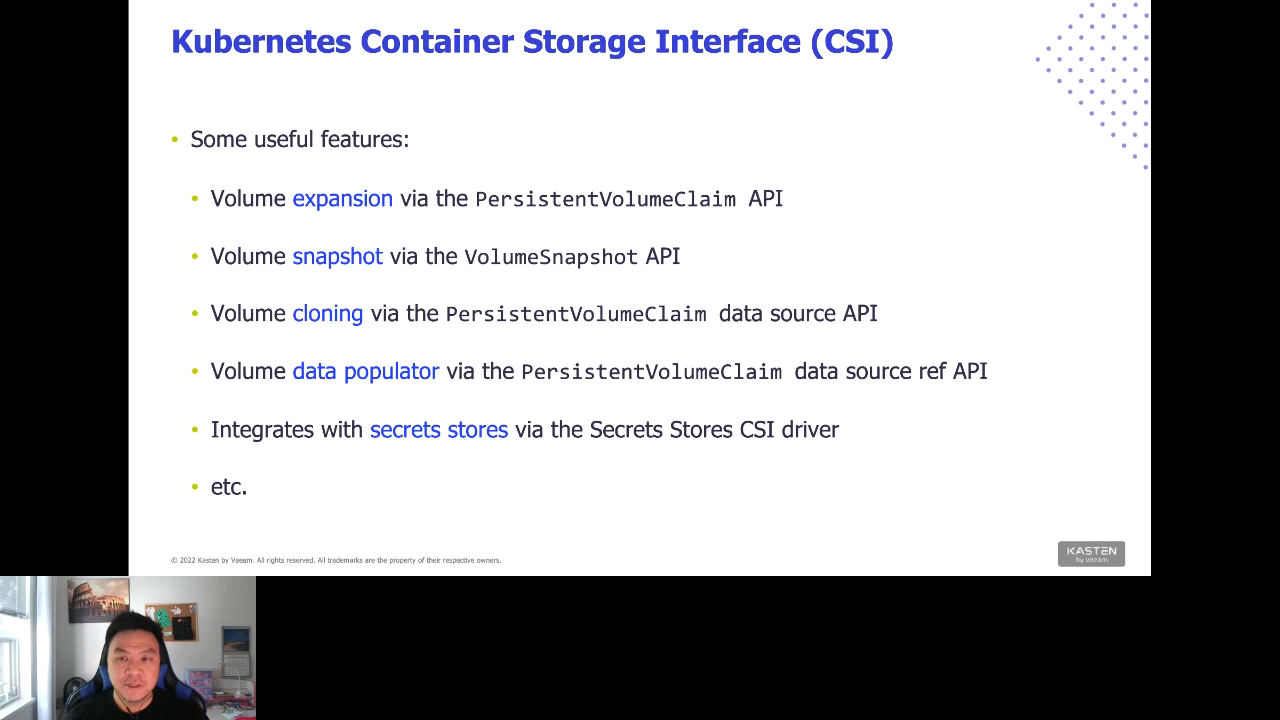 Kubernetes Container Storage Interface (CSI)
• Some useful features:
• Volume expansion via the PersistentVolumeClaim API
• Volume snapshot via the VolumeSnapshot API
• Volume cloning via the PersistentVolumeClaim data source API
• Volume data populator via the PersistentVolumeClaim data source ref API
• Integrates with secrets stores via the Secrets Stores CSI driver
• etc.
© 2022 Kasten by Veeam. All rights reserved. All trademarks are the property of their respective owners.
KASTEN
by veeam